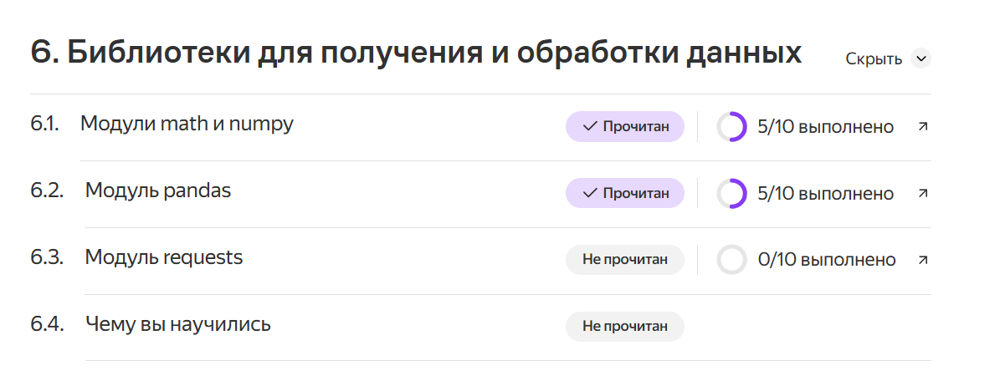 6. Библиотеки для получения и обработки данных Скрыть
6.1. Модули math и numpy Прочитан 5/10 выполнено
6.2. Модуль pandas Прочитан 5/10 выполнено
6.3. Модуль requests Не прочитан 0/10 выполнено
6.4. Чему вы научились Не прочитан